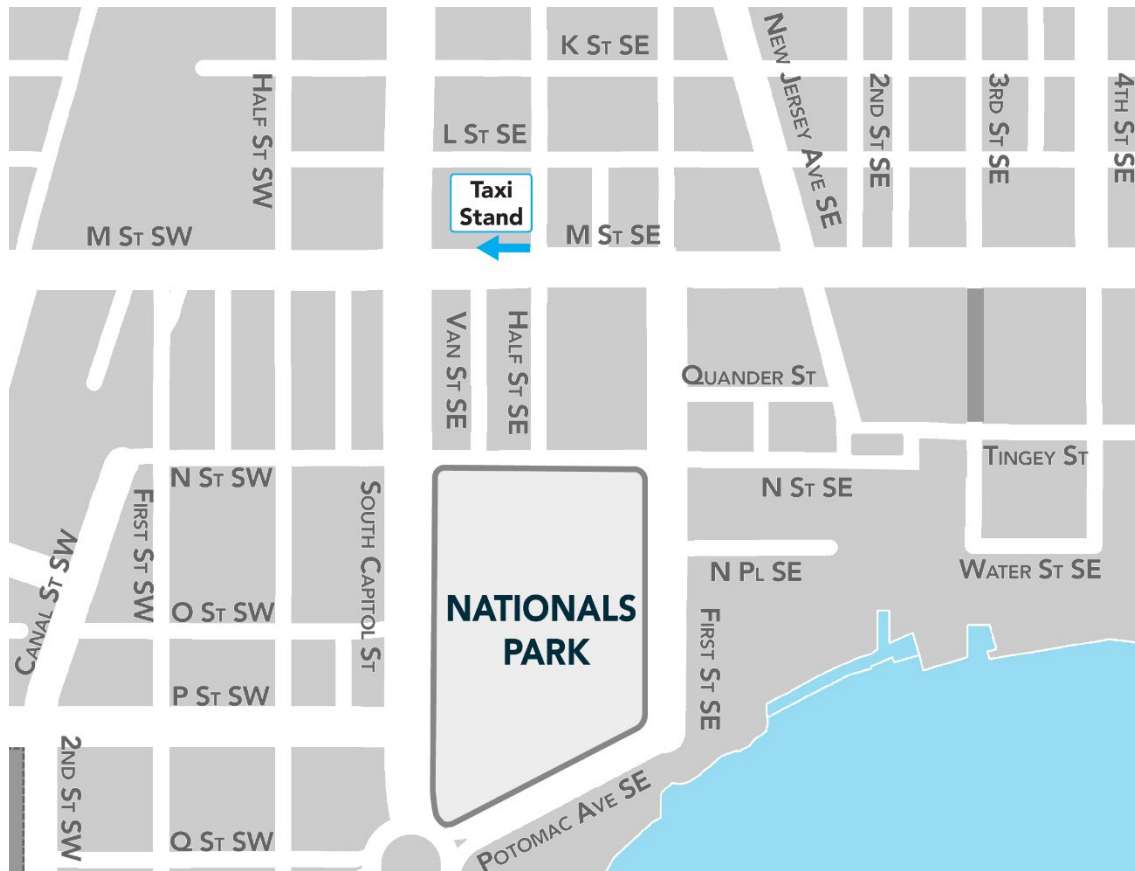 K St SE
New Jersey Ave SE
Half St SW
2nd St SE
3rd St SE
4th St SE
L St SE
Taxi
Stand
M St SW
M St SE
Van St SE
Half St SE
Quander St
Tingey St
N St SW
N St SE
First St SW
South Capitol St
Canal St SW
N Pl SE
Water St SE
O St SW
NATIONALS
PARK
First St SE
P St SW
2nd St SW
Potomac Ave SE
Q St SW